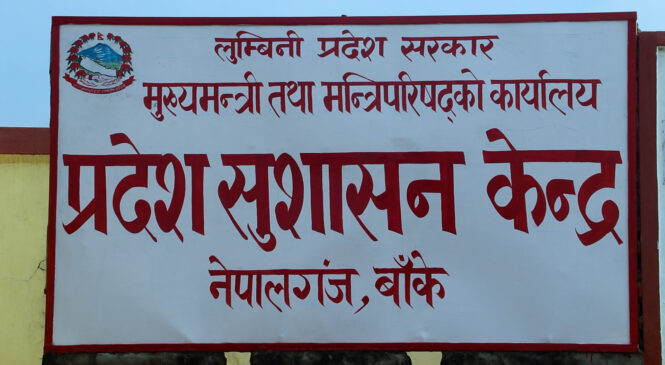 लुम्बिनी प्रदेश सरकार
मुख्यमन्त्री तथा मन्त्रिपरिषद्को कार्यालय
प्रदेश सुशासन केन्द्र
नेपालगंज, बाँके